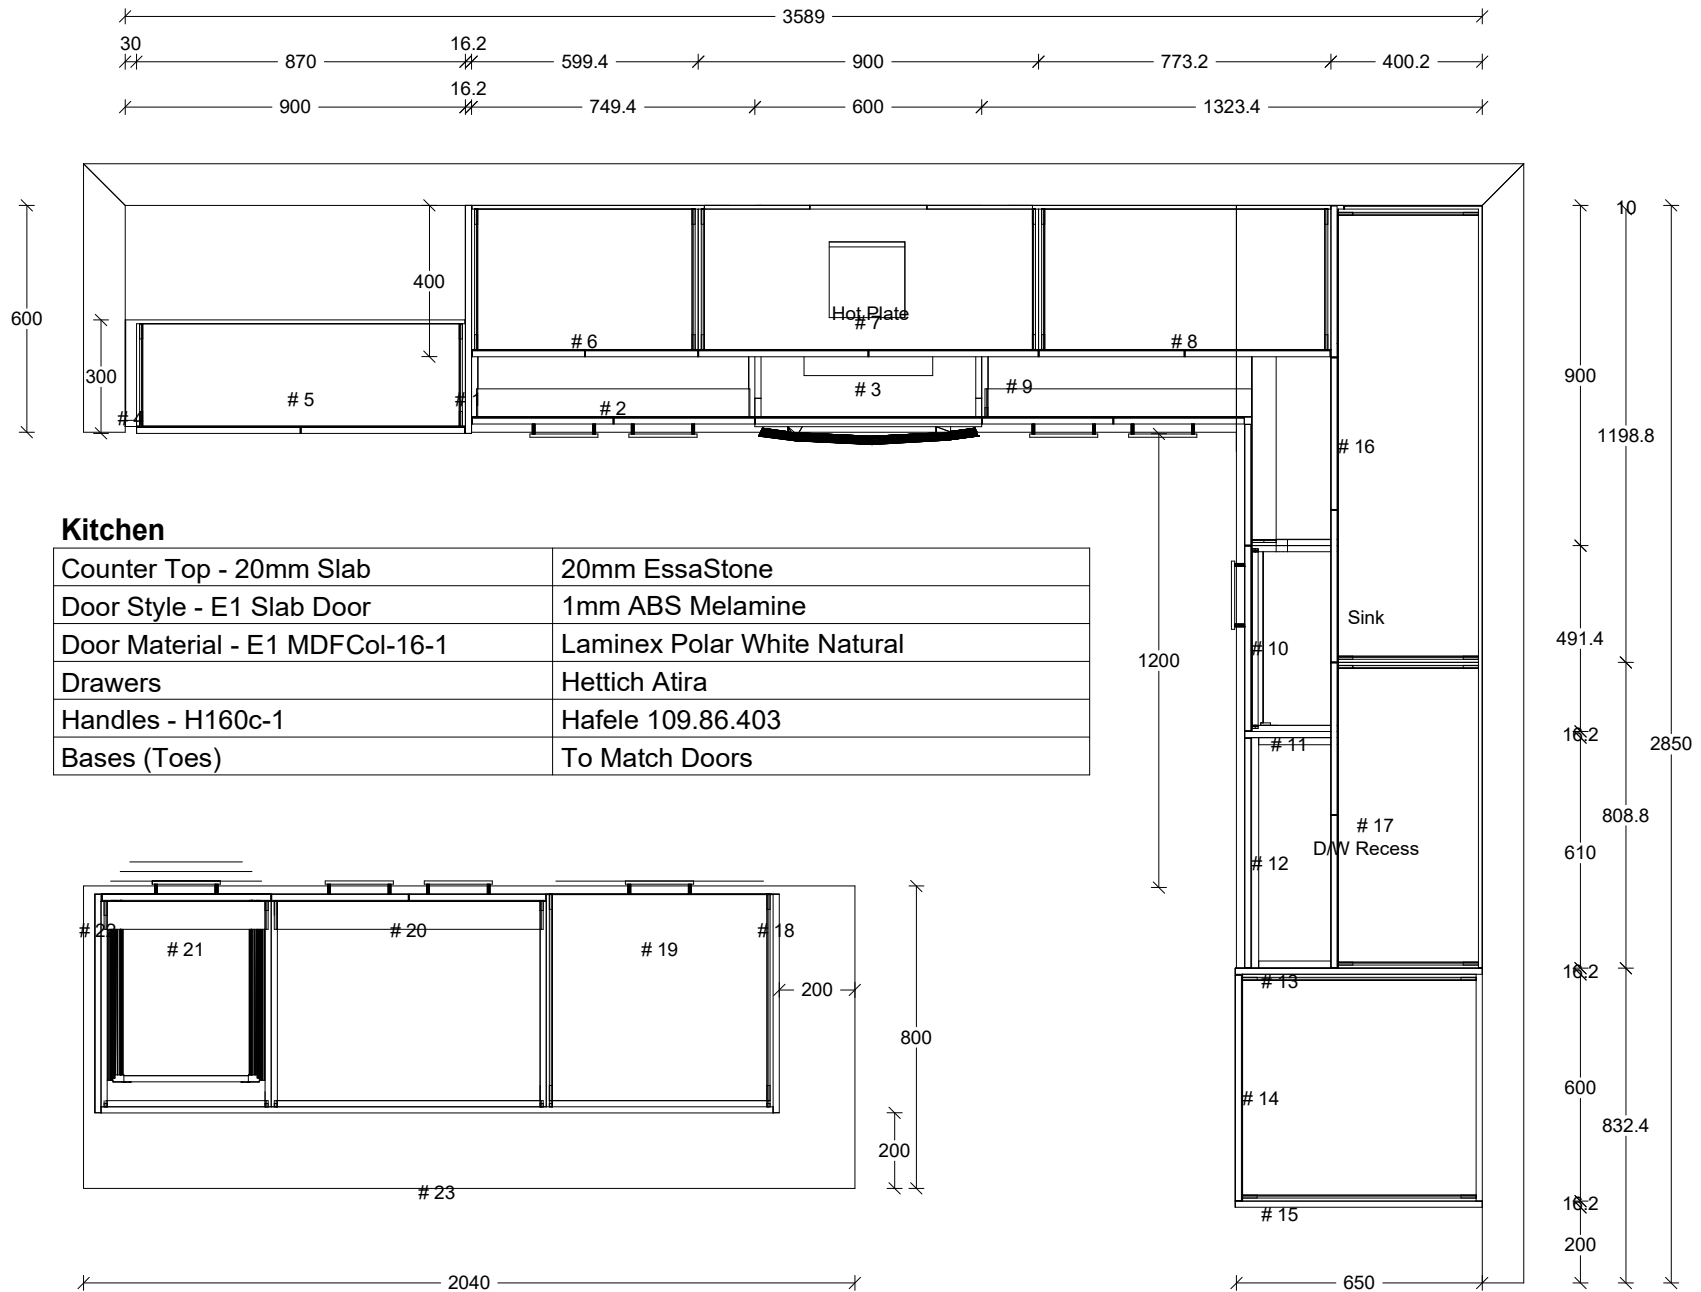 3589
30 16.2
870 599.4 900 773.2 400.2
16.2
900 749.4 600 1323.4
10
400
600
Hot Plate
# 7
# 6 # 8
300
900
# 5 # 1 # 2 # 3 # 9
# 4
1198.8
# 16
Kitchen
Counter Top - 20mm Slab 20mm EssaStone
Door Style - E1 Slab Door 1mm ABS Melamine
Door Material - E1 MDFCol-16-1 Laminex Polar White Natural
Drawers Hettich Atira
Handles - H160c-1 Hafele 109.86.403
Bases (Toes) To Match Doors
Sink
491.4
# 10
1200
16.2
# 11
2850
808.8
# 17
D/W Recess
610
# 12
# 22 # 20 # 18
# 21 # 19
16.2
# 13
200
800
600
# 14
832.4
200
# 23
16.2
# 15
200
2040 650